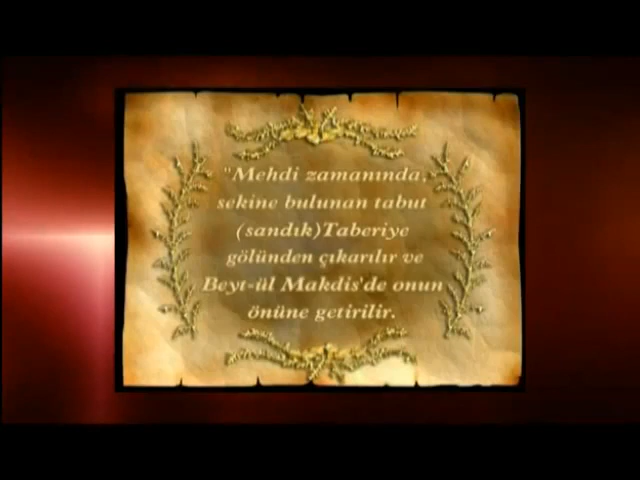 "Mehdi zamanında,
sekine bulunan tabut
(sandık)Taberiye
gölünden çıkarılır ve
Beyt-ül Makdis'de onun
önüne getirilir.